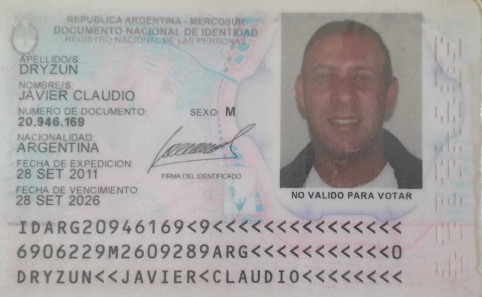 REPUBLICA ARGENTINA - MERCOSUR
DOCUMENTO NACIONAL DE IDENTIDAD
REGISTRO NACIONAL DE LAS PERSONAS
APELLIDO/S
DRYZUN
NOMBRE/S
JAVIER CLAUDIO
NUMERO DE DOCUMENTO: SEXO: M
20.946.169
NACIONALIDAD:
ARGENTINA
FECHA DE EXPEDICION:
28 SET 2011
FIRMA DEL IDENTIFICADO
FECHA DE VENCIMIENTO
28 SET 2026
NO VALIDO PARA VOTAR
IDARG20946169<9<<<<<<<<<<<<<<<
6906229M2609289ARG<<<<<<<<<<<0
DRYZUN<<JAVIER<CLAUDIO<<<<<<<<